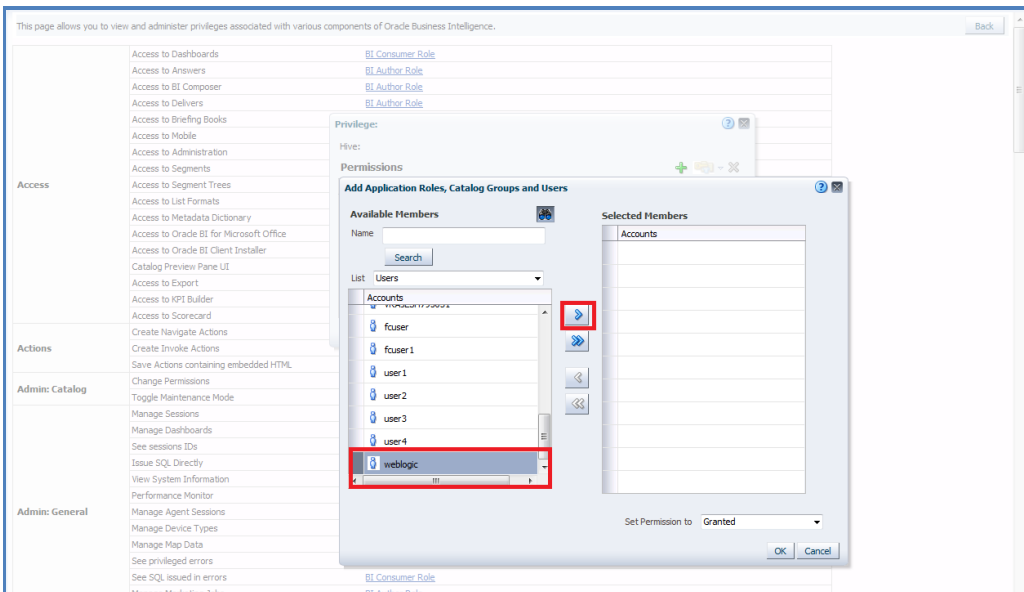 This page allows you to view and administer privileges associated with various components of Oracle Business Intelligence.
Back
Access
Access to Dashboards BI Consumer Role
Access to Answers BI Author Role
Access to BI Composer BI Author Role
Access to Delivers BI Author Role
Access to Briefing Books
Access to Mobile
Access to Administration
Access to Segments
Access to Segment Trees
Access to List Formats
Access to Metadata Dictionary
Access to Oracle BI for Microsoft Office
Access to Oracle BI Client Installer
Catalog Preview Pane UI
Access to Export
Access to KPI Builder
Access to Scorecard
Actions
Create Navigate Actions
Create Invoke Actions
Save Actions containing embedded HTML
Admin: Catalog
Change Permissions
Toggle Maintenance Mode
Admin: General
Manage Sessions
Manage Dashboards
See sessions IDs
Issue SQL Directly
View System Information
Performance Monitor
Manage Agent Sessions
Manage Device Types
Manage Map Data
See privileged errors
See SQL issued in errors BI Consumer Role
Privilege:
Hive:
Permissions
Add Application Roles, Catalog Groups and Users
Available Members
Name
Search
List Users
Accounts
fcuser
fcuser1
user1
user2
user3
user4
weblogic
Selected Members
Accounts
Set Permission to Granted
OK Cancel